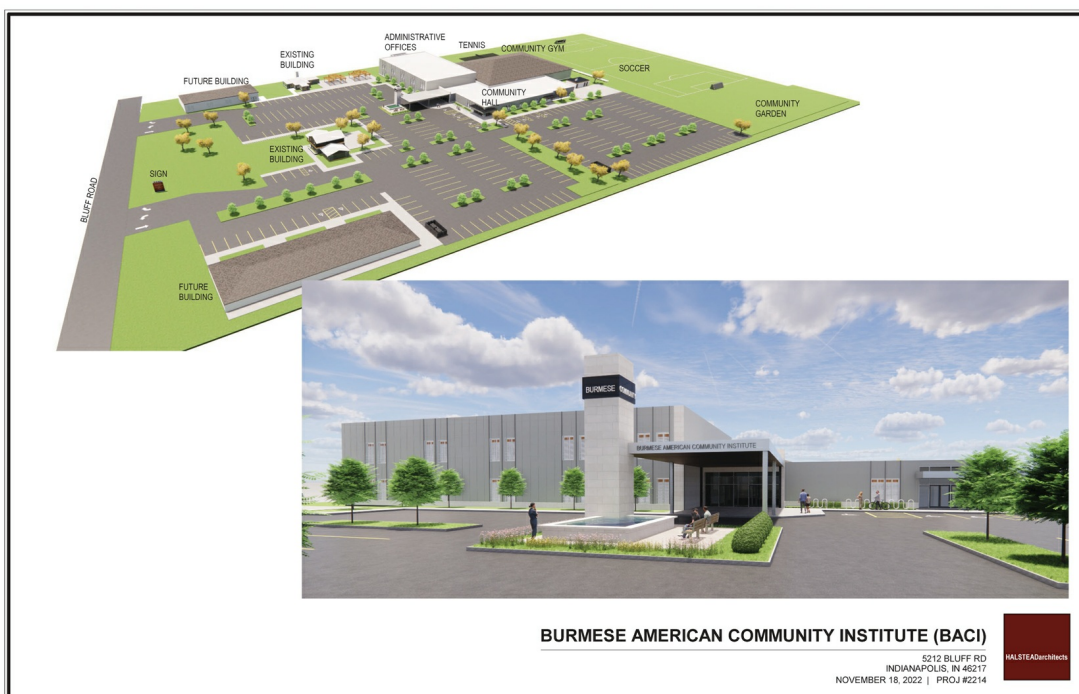 ADMINISTRATIVE
OFFICES
TENNIS
COMMUNITY GYM
EXISTING
BUILDING
SOCCER
FUTURE BUILDING
COMMUNITY
HALL
COMMUNITY
GARDEN
EXISTING
BUILDING
SIGN
BLUFF ROAD
FUTURE
BUILDING
BURMESE
BURMESE AMERICAN COMMUNITY INSTITUTE
BURMESE AMERICAN COMMUNITY INSTITUTE (BACI)
5212 BLUFF RD
INDIANAPOLIS, IN 46217
NOVEMBER 18, 2022 | PROJ #2214
HALSTEADarchitects